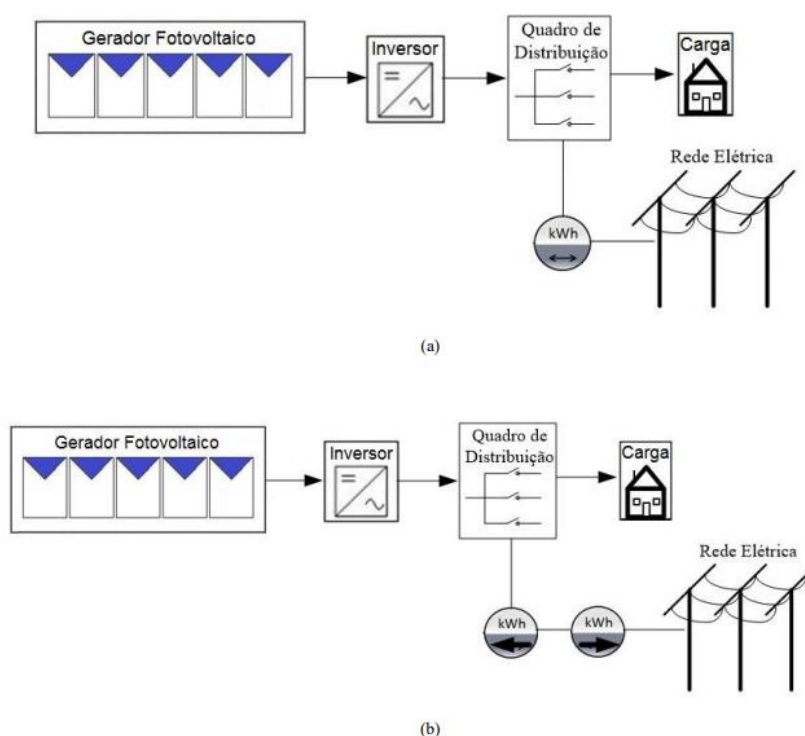 Gerador Fotovoltaico
Inversor
Quadro de
Distribuição
Carga
Rede Elétrica
kWh
(a)
Gerador Fotovoltaico
Inversor
Quadro de
Distribuição
Carga
Rede Elétrica
kWh
kWh
(b)